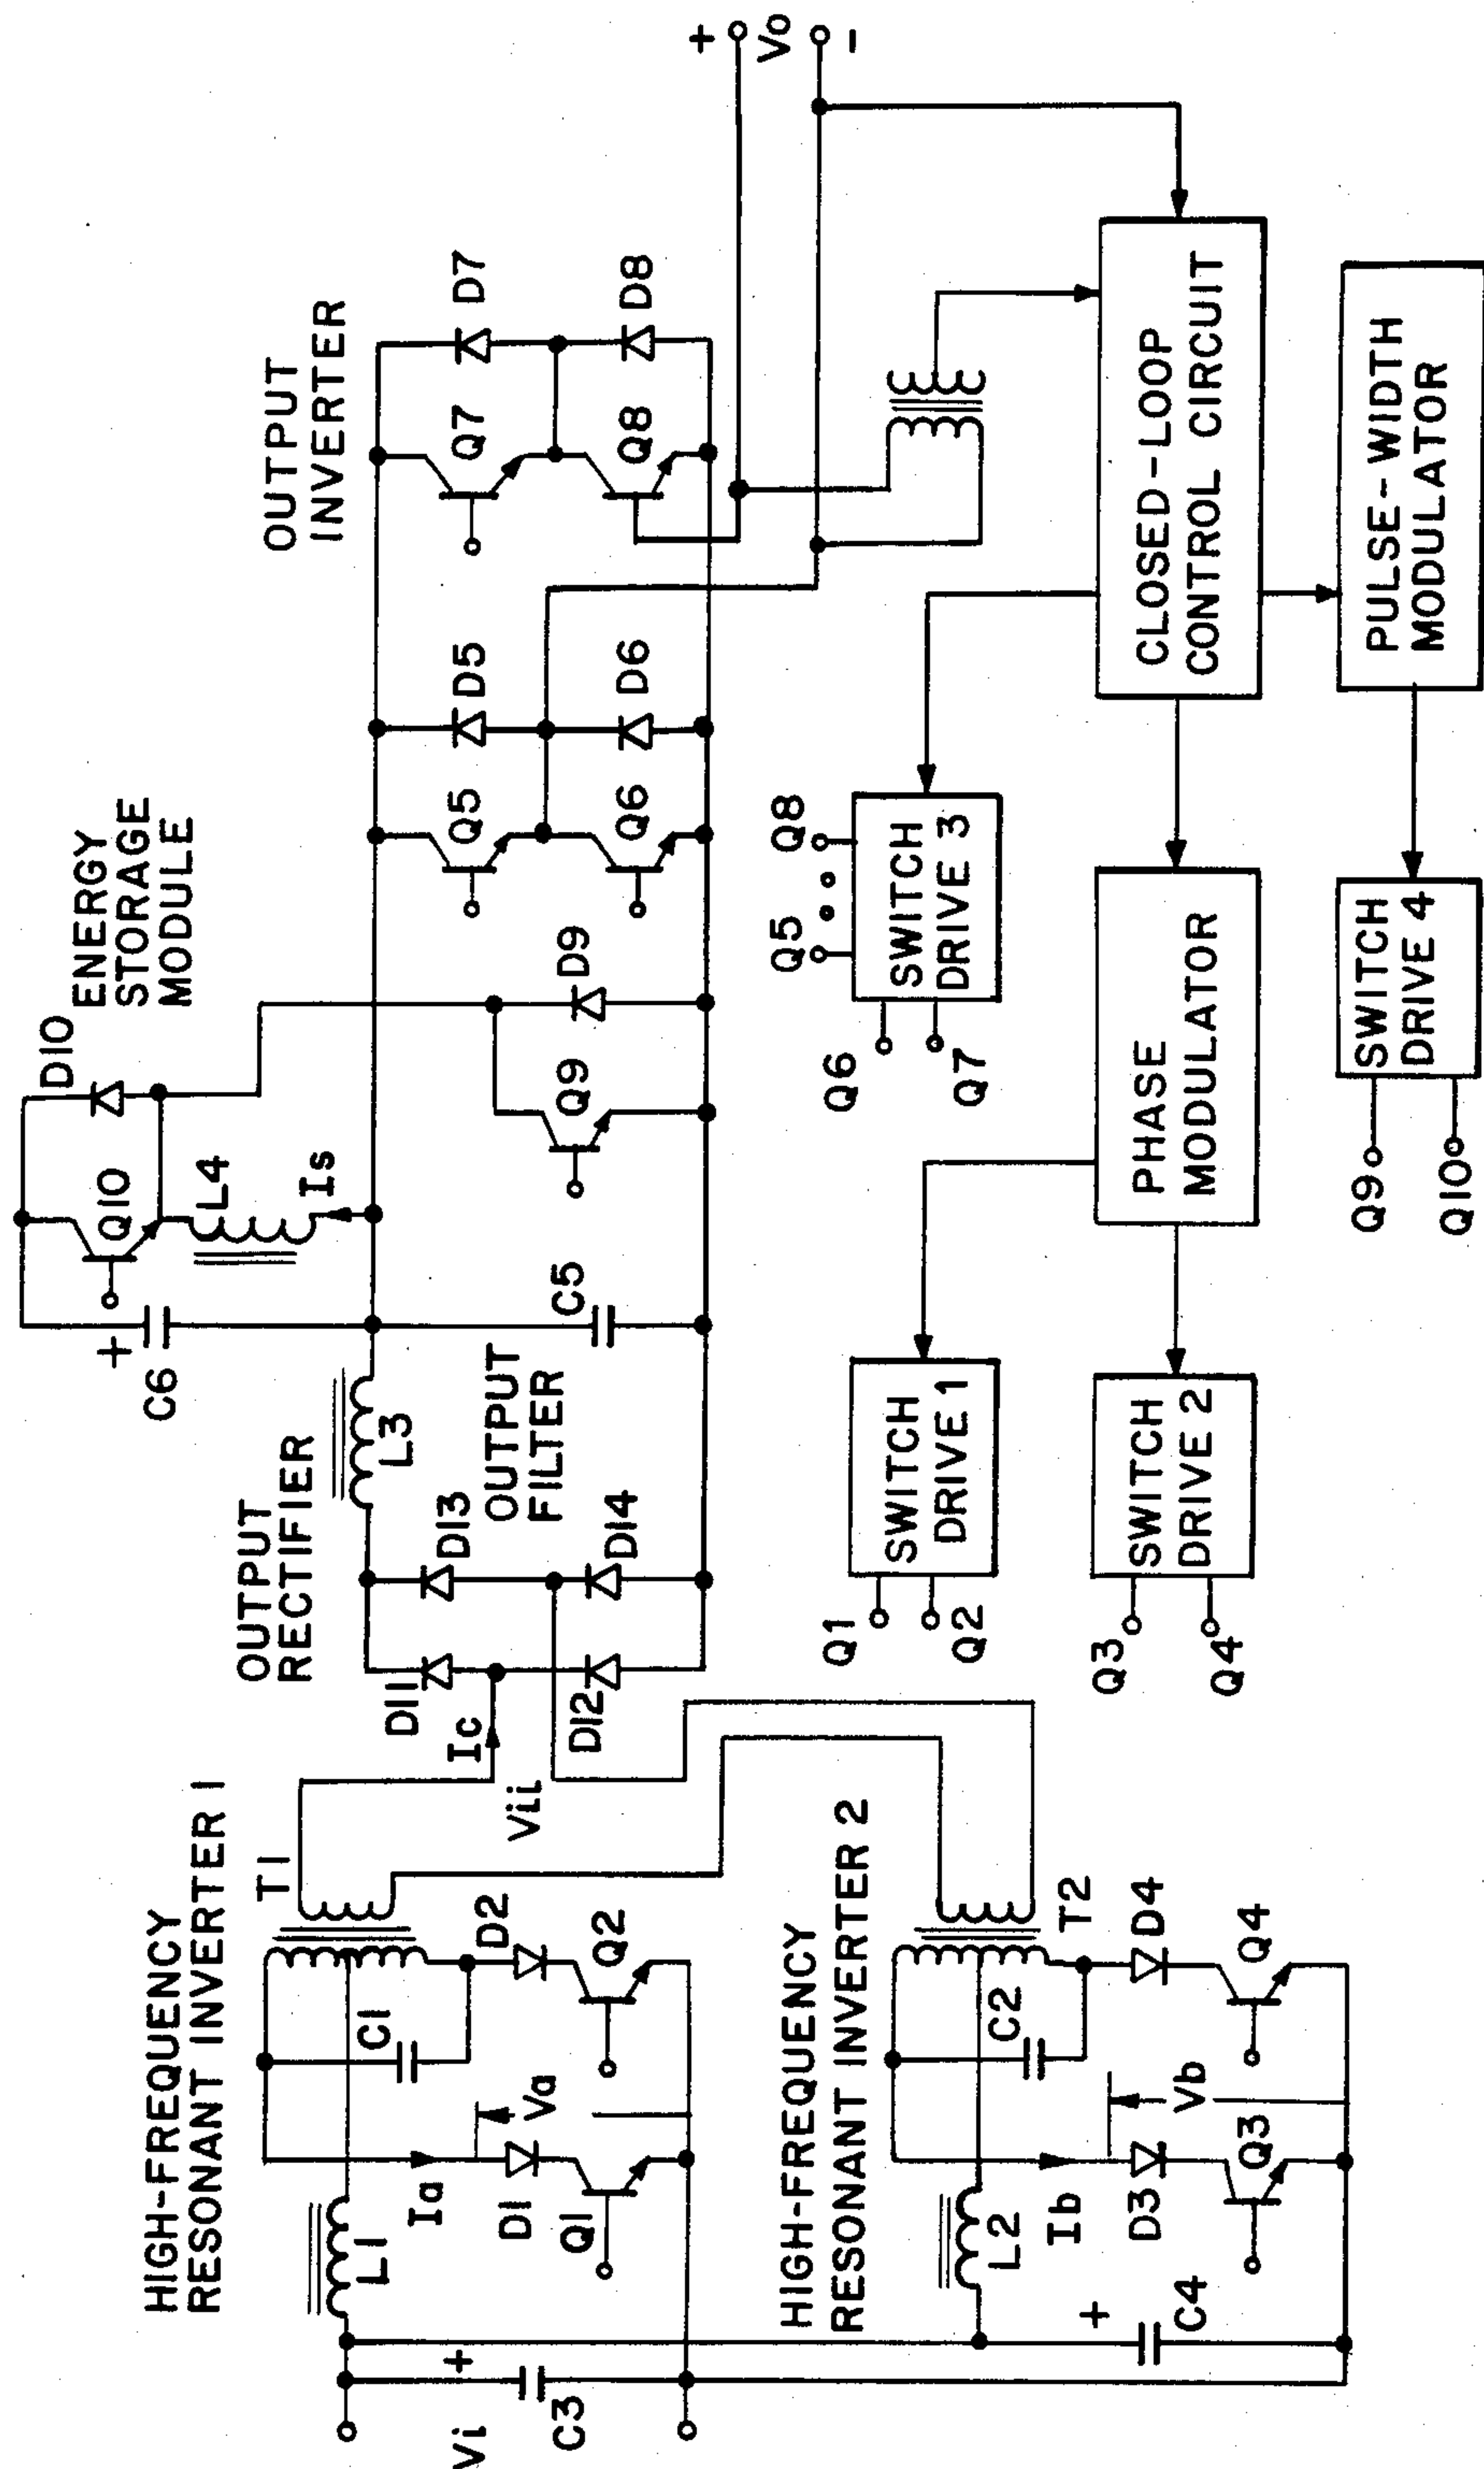 HIGH-FREQUENCY
RESONANT INVERTER 1
T1
L1
C1
D2
Q2
Ia
Va
D1
Q1
Vi
+
C3
HIGH-FREQUENCY
RESONANT INVERTER 2
T2
L2
C2
D4
Q4
Ib
Vb
D3
Q3
+
C4
OUTPUT
RECTIFIER
D11
D13
Ic
Vii
D12
D14
L3
OUTPUT
FILTER
C5
C6
+
ENERGY
STORAGE
MODULE
D10
Q10
L4
Is
Q9
D9
OUTPUT
INVERTER
Q5
D5
Q6
D6
Q7
D7
Q8
D8
+
Vo
–
Q5
Q8
Q6
Q7
SWITCH
DRIVE 3
CLOSED-LOOP
CONTROL CIRCUIT
PHASE
MODULATOR
PULSE-WIDTH
MODULATOR
Q1
Q2
SWITCH
DRIVE 1
Q3
Q4
SWITCH
DRIVE 2
Q9
Q10
SWITCH
DRIVE 4